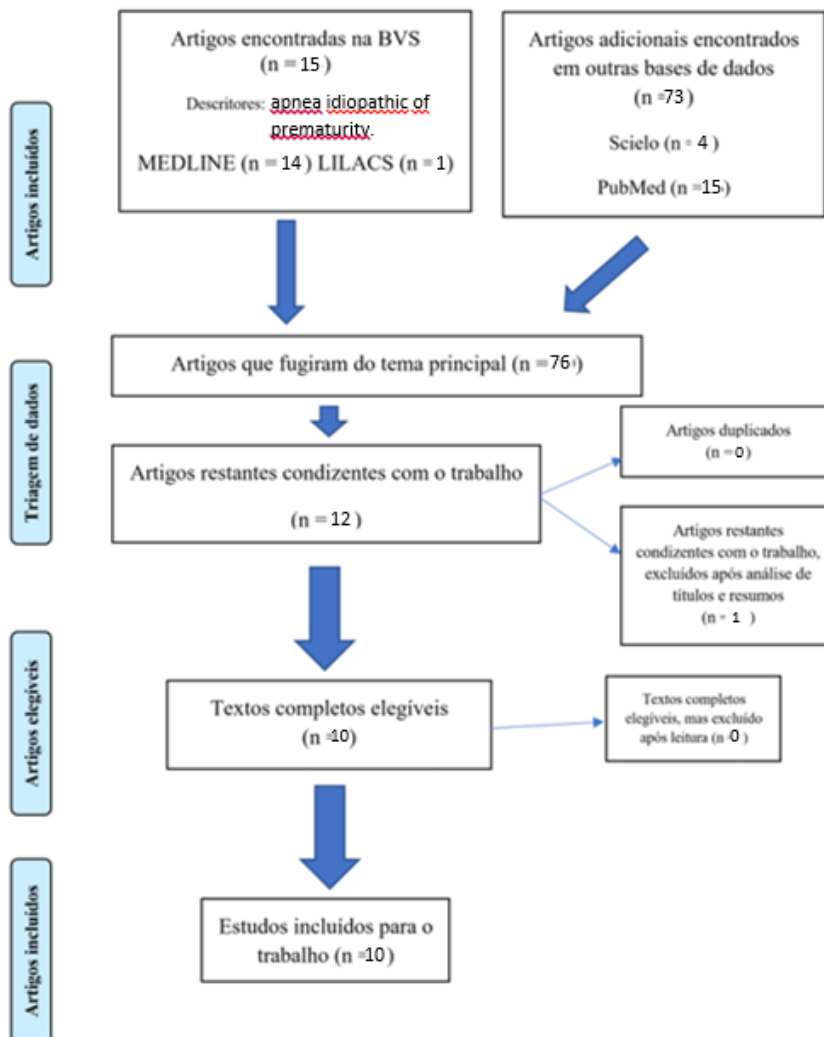 Artigos encontradas na BVS
(n = 15 )
Descritores: apnea idiopathic of
prematurity.
MEDLINE (n = 14 ) LILACS (n = 1)
Artigos adicionais encontrados
em outras bases de dados
(n =73)
Scielo (n = 4 )
PubMed (n =15)
Artigos incluídos
Artigos que fugiram do tema principal (n =76)
Triagem de dados
Artigos restantes condizentes com o trabalho
(n = 12 )
Artigos duplicados
(n = 0 )
Artigos restantes
condizentes com o trabalho,
excluídos após análise de
títulos e resumos
(n = 1 )
Artigos elegíveis
Textos completos elegíveis
(n =10)
Textos completos
elegíveis, mas excluído
após leitura (n 0 )
Artigos incluídos
Estudos incluídos para o
trabalho (n =10)